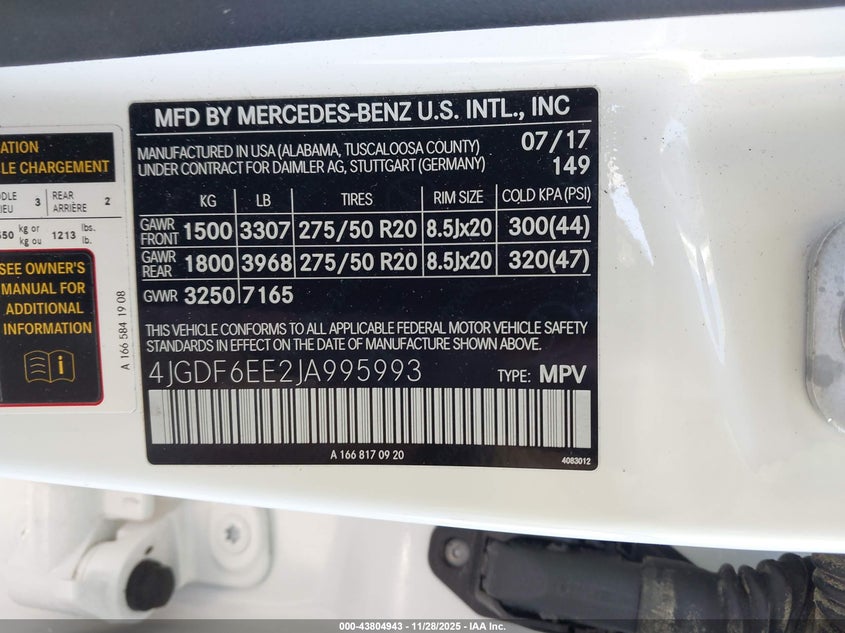 ATION
LE CHARGEMENT
DDLE
IEU 3 REAR
ARRIÈRE 2
kg or
kg ou 1213 lbs.
lb.
SEE OWNER'S
MANUAL FOR
ADDITIONAL
INFORMATION
A 166 584 19 08
MFD BY MERCEDES-BENZ U.S. INTL., INC
MANUFACTURED IN USA (ALABAMA, TUSCALOOSA COUNTY) 07/17
UNDER CONTRACT FOR DAIMLER AG, STUTTGART (GERMANY) 149
KG LB TIRES RIM SIZE COLD KPA (PSI)
GAWR
FRONT 1500 3307 275/50 R20 8.5Jx20 300(44)
GAWR
REAR 1800 3968 275/50 R20 8.5Jx20 320(47)
GVWR 3250 7165
THIS VEHICLE CONFORMS TO ALL APPLICABLE FEDERAL MOTOR VEHICLE SAFETY
STANDARDS IN EFFECT ON THE DATE OF MANUFACTURE SHOWN ABOVE.
4JGDF6EE2JA995993 TYPE: MPV
A 166 817 09 20
4083012
000-43804943 - 11/28/2025 - IAA Inc.